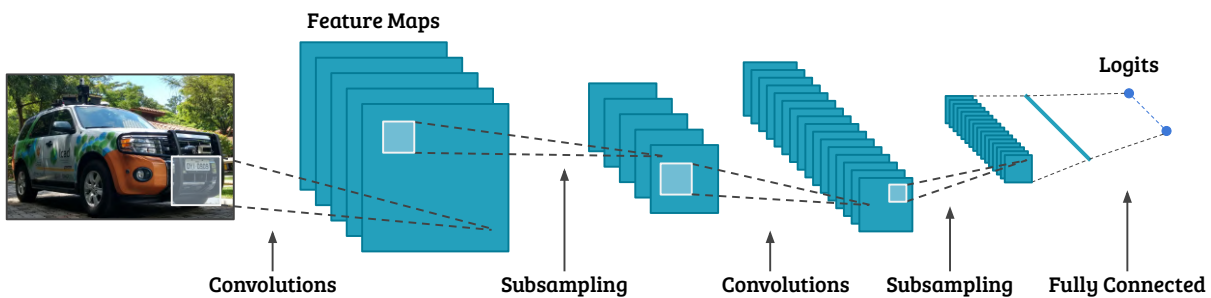 Feature Maps
Logits
Convolutions
Subsampling
Convolutions
Subsampling
Fully Connected